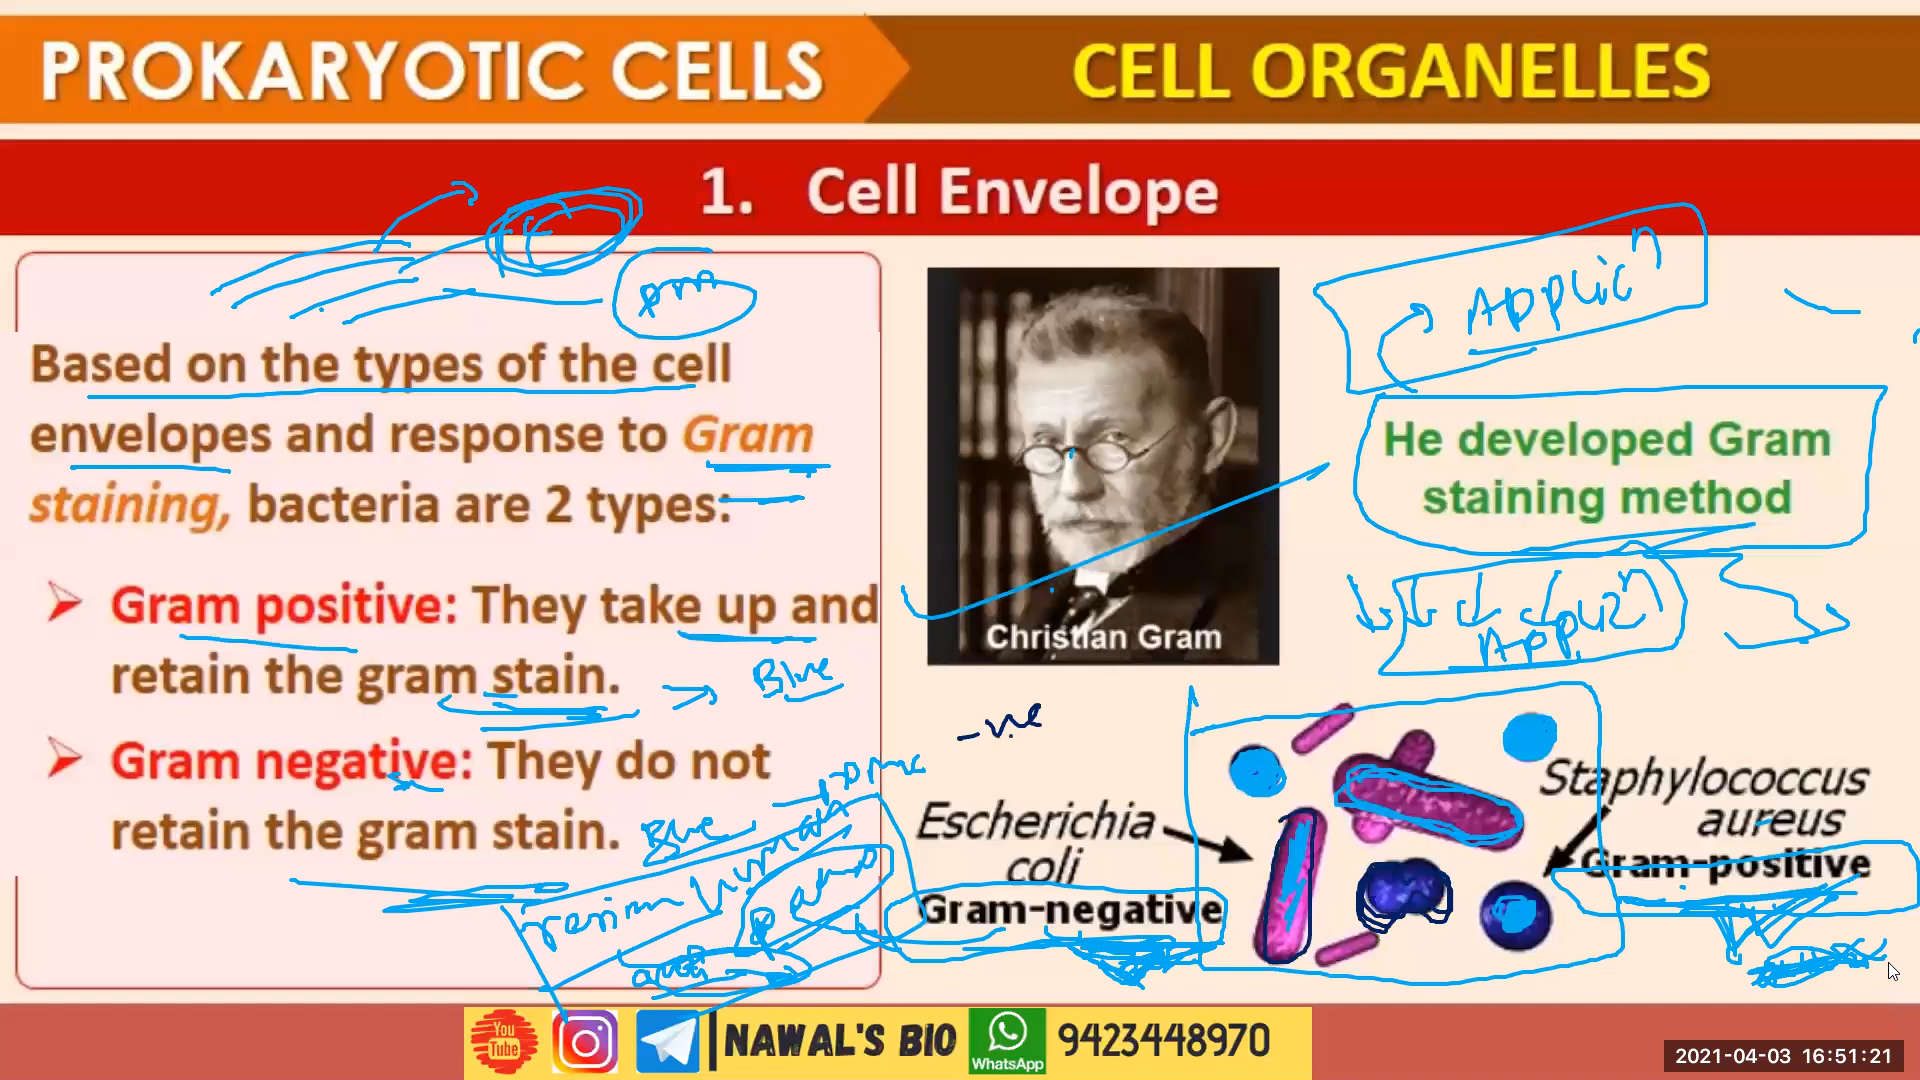 PROKARYOTIC CELLS
CELL ORGANELLES
1. Cell Envelope
Based on the types of the cell
envelopes and response to Gram
staining, bacteria are 2 types:
➢ Gram positive: They take up and
retain the gram stain.
Blue
➢ Gram negative: They do not
retain the gram stain.
Blue
Christian Gram
Applicⁿ
He developed Gram
staining method
-ve
Escherichia
coli
Gram-negative
Staphylococcus
aureus
Gram-positive
You
Tube
NAWAL'S BIO
WhatsApp
9423448970
2021-04-03 16:51:21